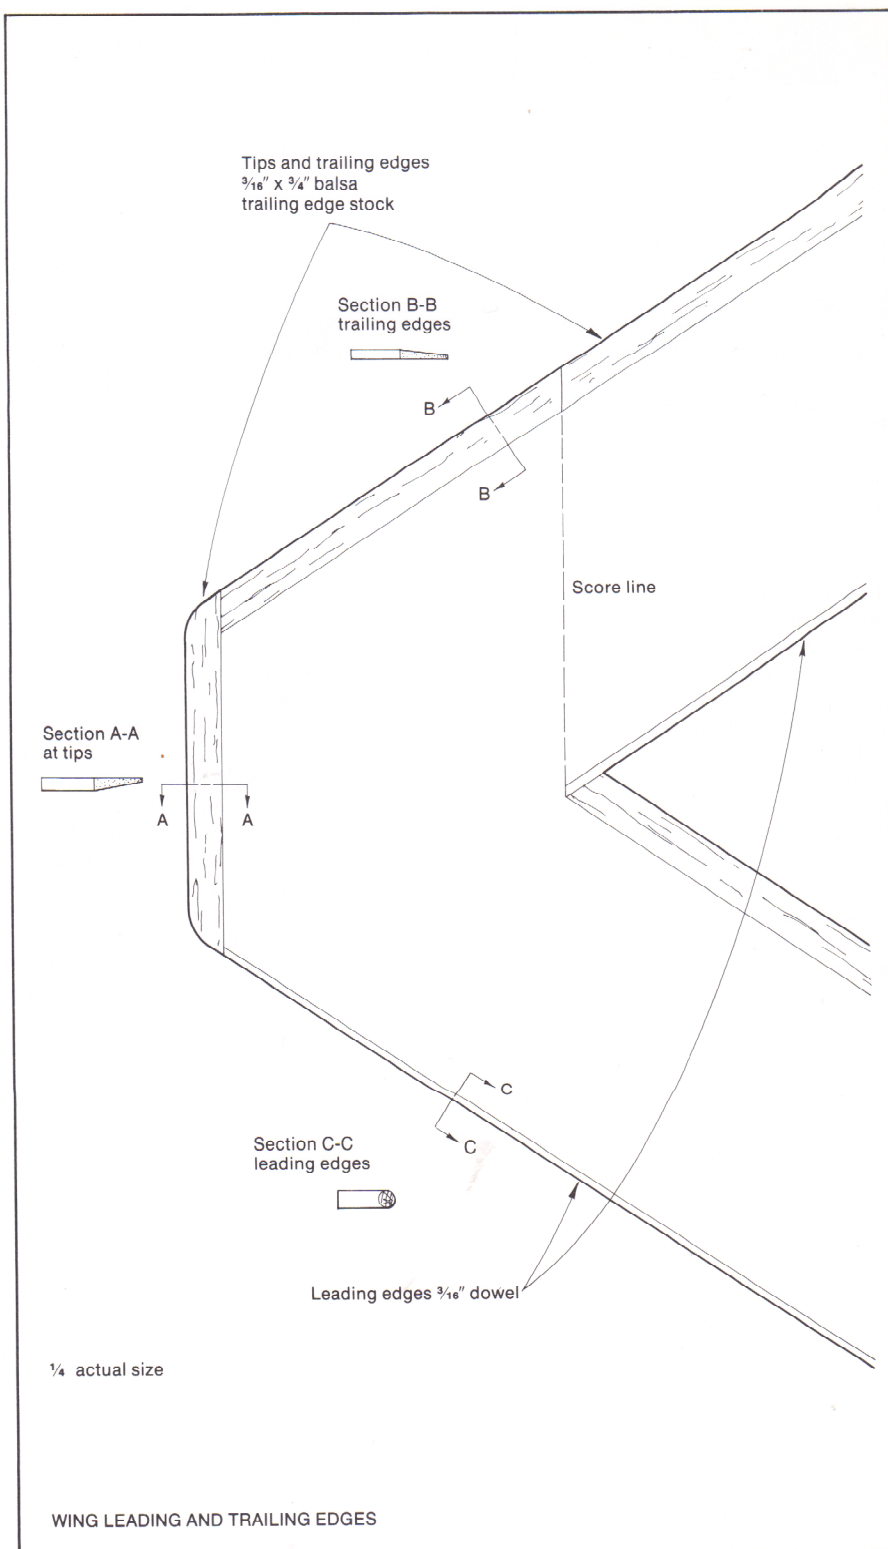 Tips and trailing edges
3/16" x 3/4" balsa
trailing edge stock
Section B-B
trailing edges
B
B
Score line
Section A-A
at tips
A
A
C
C
Section C-C
leading edges
Leading edges 3/16" dowel
1/4 actual size
WING LEADING AND TRAILING EDGES